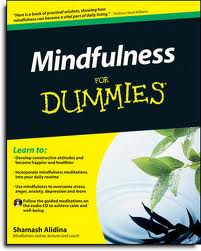 "Here is a book of practical wisdom, showing how
mindfulness can become a vital part of daily living."
Mindfulness
FOR
DUMMIES
Learn to:
• Develop constructive attitudes and
become happier and healthier
• Incorporate mindfulness meditations
into your daily routine
• Use mindfulness to overcome stress,
anger, anxiety, depression and more
• Follow the guided meditations on
the audio CD to achieve calm and
well-being
Shamash Alidina
Mindfulness trainer, lecturer and coach